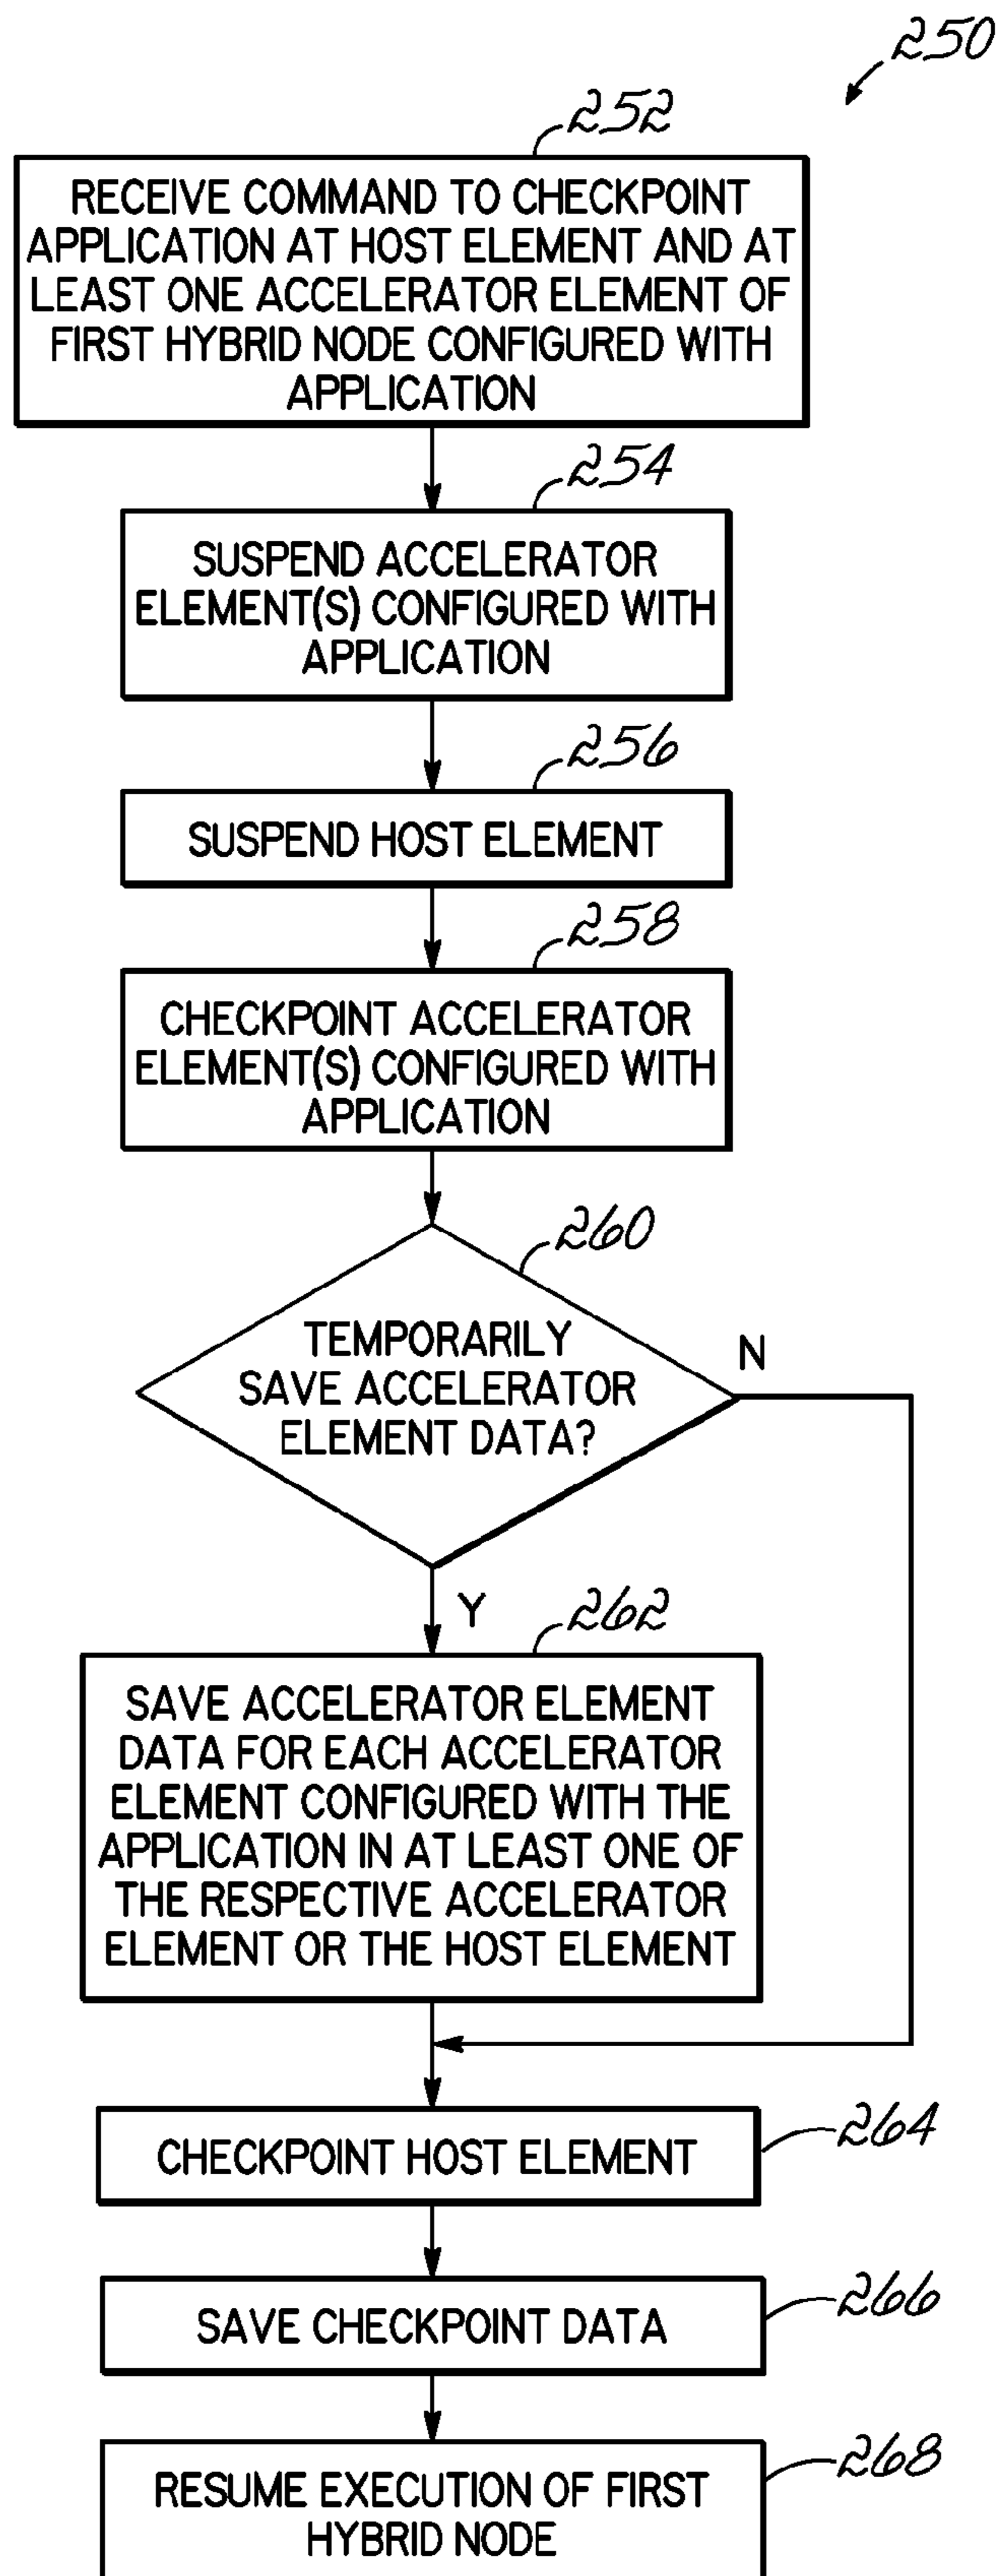 250
252
RECEIVE COMMAND TO CHECKPOINT
APPLICATION AT HOST ELEMENT AND AT
LEAST ONE ACCELERATOR ELEMENT OF
FIRST HYBRID NODE CONFIGURED WITH
APPLICATION
254
SUSPEND ACCELERATOR
ELEMENT(S) CONFIGURED WITH
APPLICATION
256
SUSPEND HOST ELEMENT
258
CHECKPOINT ACCELERATOR
ELEMENT(S) CONFIGURED WITH
APPLICATION
260
TEMPORARILY
SAVE ACCELERATOR
ELEMENT DATA?
N
Y
262
SAVE ACCELERATOR ELEMENT
DATA FOR EACH ACCELERATOR
ELEMENT CONFIGURED WITH THE
APPLICATION IN AT LEAST ONE OF
THE RESPECTIVE ACCELERATOR
ELEMENT OR THE HOST ELEMENT
264
CHECKPOINT HOST ELEMENT
266
SAVE CHECKPOINT DATA
268
RESUME EXECUTION OF FIRST
HYBRID NODE